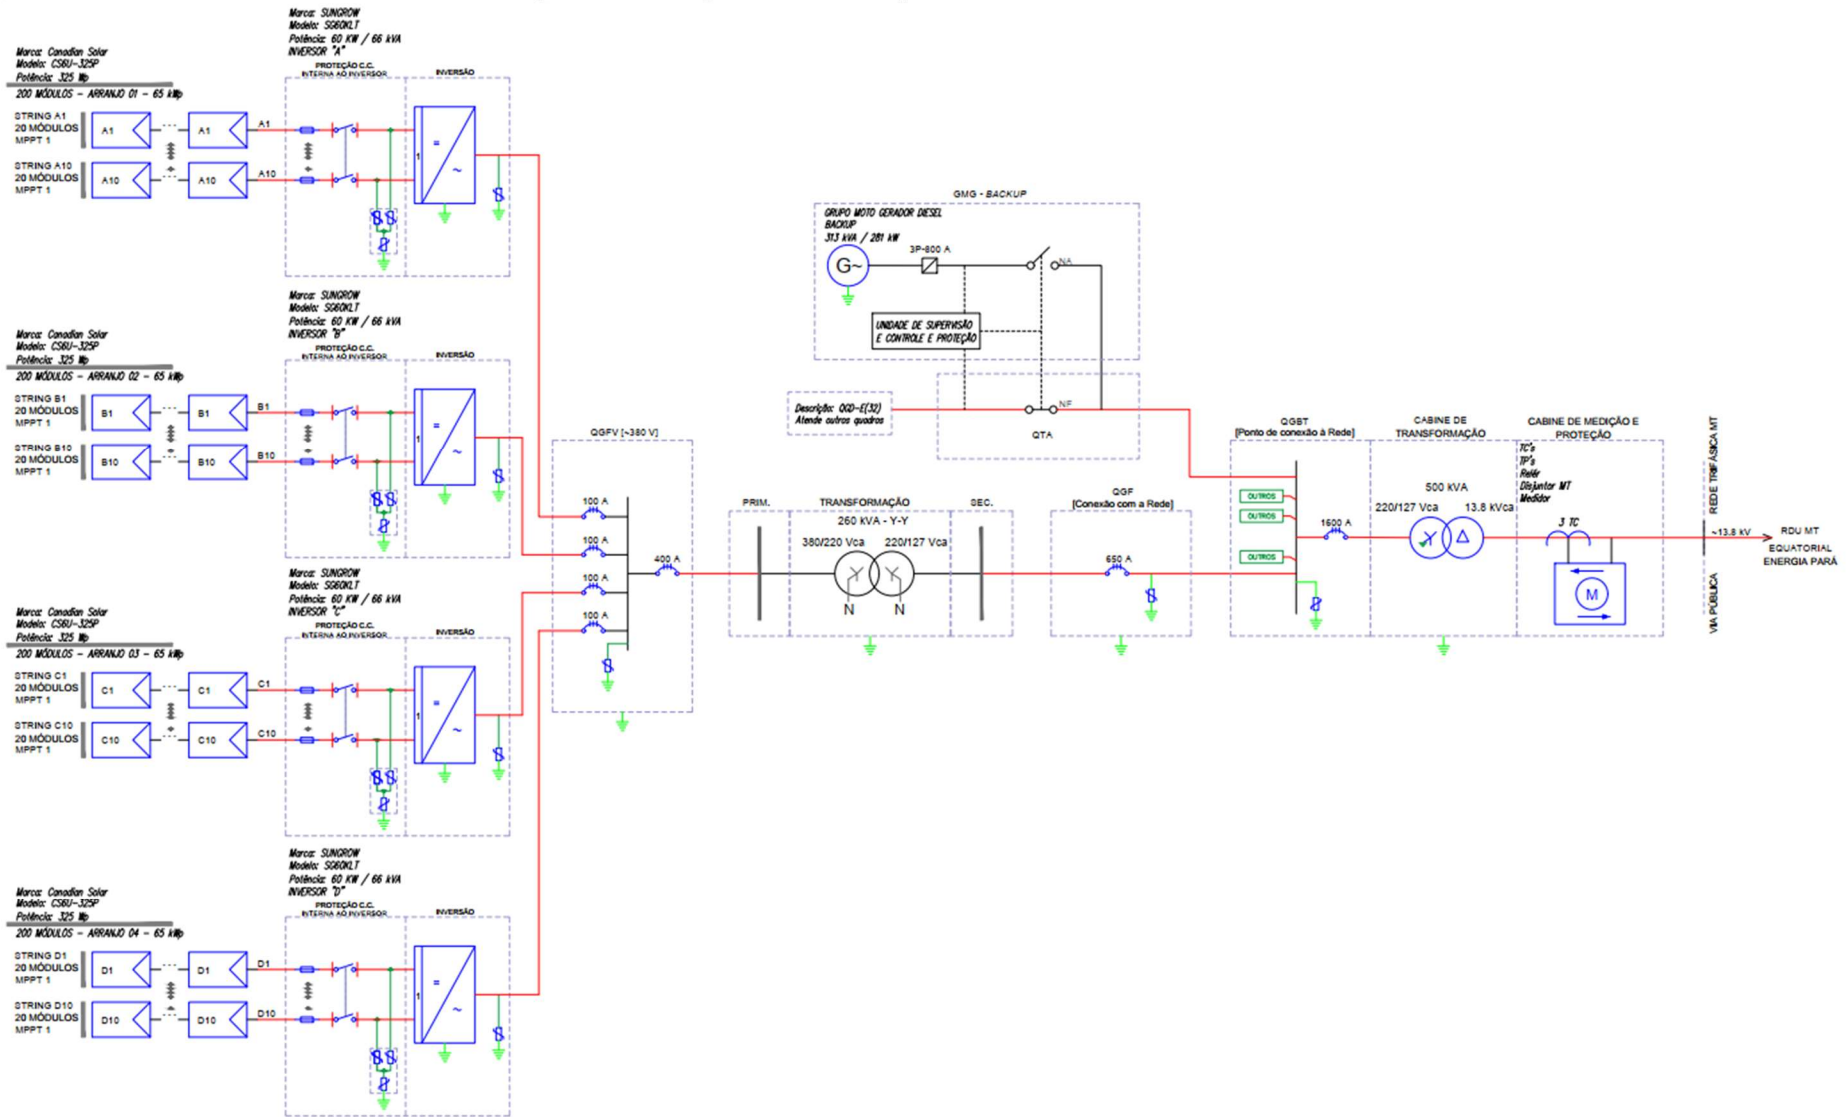 Marca: SUNGROW
Modelo: SG60KLT
Potência: 60 KW / 66 kVA
INVERSOR "A"
PROTEÇÃO C.C.
INTERNA AO INVERSOR
INVERSÃO
Marca: Canadian Solar
Modelo: CS6U-325P
Potência: 325 Wp
200 MÓDULOS - ARRANJO 01 - 65 kWp
STRING A1
20 MÓDULOS
MPPT 1
A1
A1
A1
STRING A10
20 MÓDULOS
MPPT 1
A10
A10
A10
1
=
~
Marca: SUNGROW
Modelo: SG60KLT
Potência: 60 KW / 66 kVA
INVERSOR "B"
PROTEÇÃO C.C.
INTERNA AO INVERSOR
INVERSÃO
Marca: Canadian Solar
Modelo: CS6U-325P
Potência: 325 Wp
200 MÓDULOS - ARRANJO 02 - 65 kWp
STRING B1
20 MÓDULOS
MPPT 1
B1
B1
B1
STRING B10
20 MÓDULOS
MPPT 1
B10
B10
B10
1
=
~
Marca: SUNGROW
Modelo: SG60KLT
Potência: 60 KW / 66 kVA
INVERSOR "C"
PROTEÇÃO C.C.
INTERNA AO INVERSOR
INVERSÃO
Marca: Canadian Solar
Modelo: CS6U-325P
Potência: 325 Wp
200 MÓDULOS - ARRANJO 03 - 65 kWp
STRING C1
20 MÓDULOS
MPPT 1
C1
C1
C1
STRING C10
20 MÓDULOS
MPPT 1
C10
C10
C10
1
=
~
Marca: SUNGROW
Modelo: SG60KLT
Potência: 60 KW / 66 kVA
INVERSOR "D"
PROTEÇÃO C.C.
INTERNA AO INVERSOR
INVERSÃO
Marca: Canadian Solar
Modelo: CS6U-325P
Potência: 325 Wp
200 MÓDULOS - ARRANJO 04 - 65 kWp
STRING D1
20 MÓDULOS
MPPT 1
D1
D1
D1
STRING D10
20 MÓDULOS
MPPT 1
D10
D10
D10
1
=
~
QGFV [~380 V]
100 A
100 A
100 A
100 A
400 A
PRIM.
TRANSFORMAÇÃO
260 kVA - Y-Y
380/220 Vca
220/127 Vca
N
N
SEC.
GMG - BACKUP
GRUPO MOTO GERADOR DIESEL
BACKUP
313 kVA / 281 kW
G~
3P-800 A
NA
UNIDADE DE SUPERVISÃO
E CONTROLE E PROTEÇÃO
Descrição: QGD-E(32)
Atende outros quadros
NF
QTA
QGF
[Conexão com a Rede]
650 A
QGBT
[Ponto de conexão à Rede]
OUTROS
OUTROS
OUTROS
1600 A
CABINE DE
TRANSFORMAÇÃO
500 kVA
220/127 Vca
13.8 kVca
CABINE DE MEDIÇÃO E
PROTEÇÃO
TC's
TP's
Relér
Disjuntor MT
Medidor
3 TC
M
REDE TRIFÁSICA MT
VIA PÚBLICA
~13.8 kV
RDU MT
EQUATORIAL
ENERGIA PARÁ